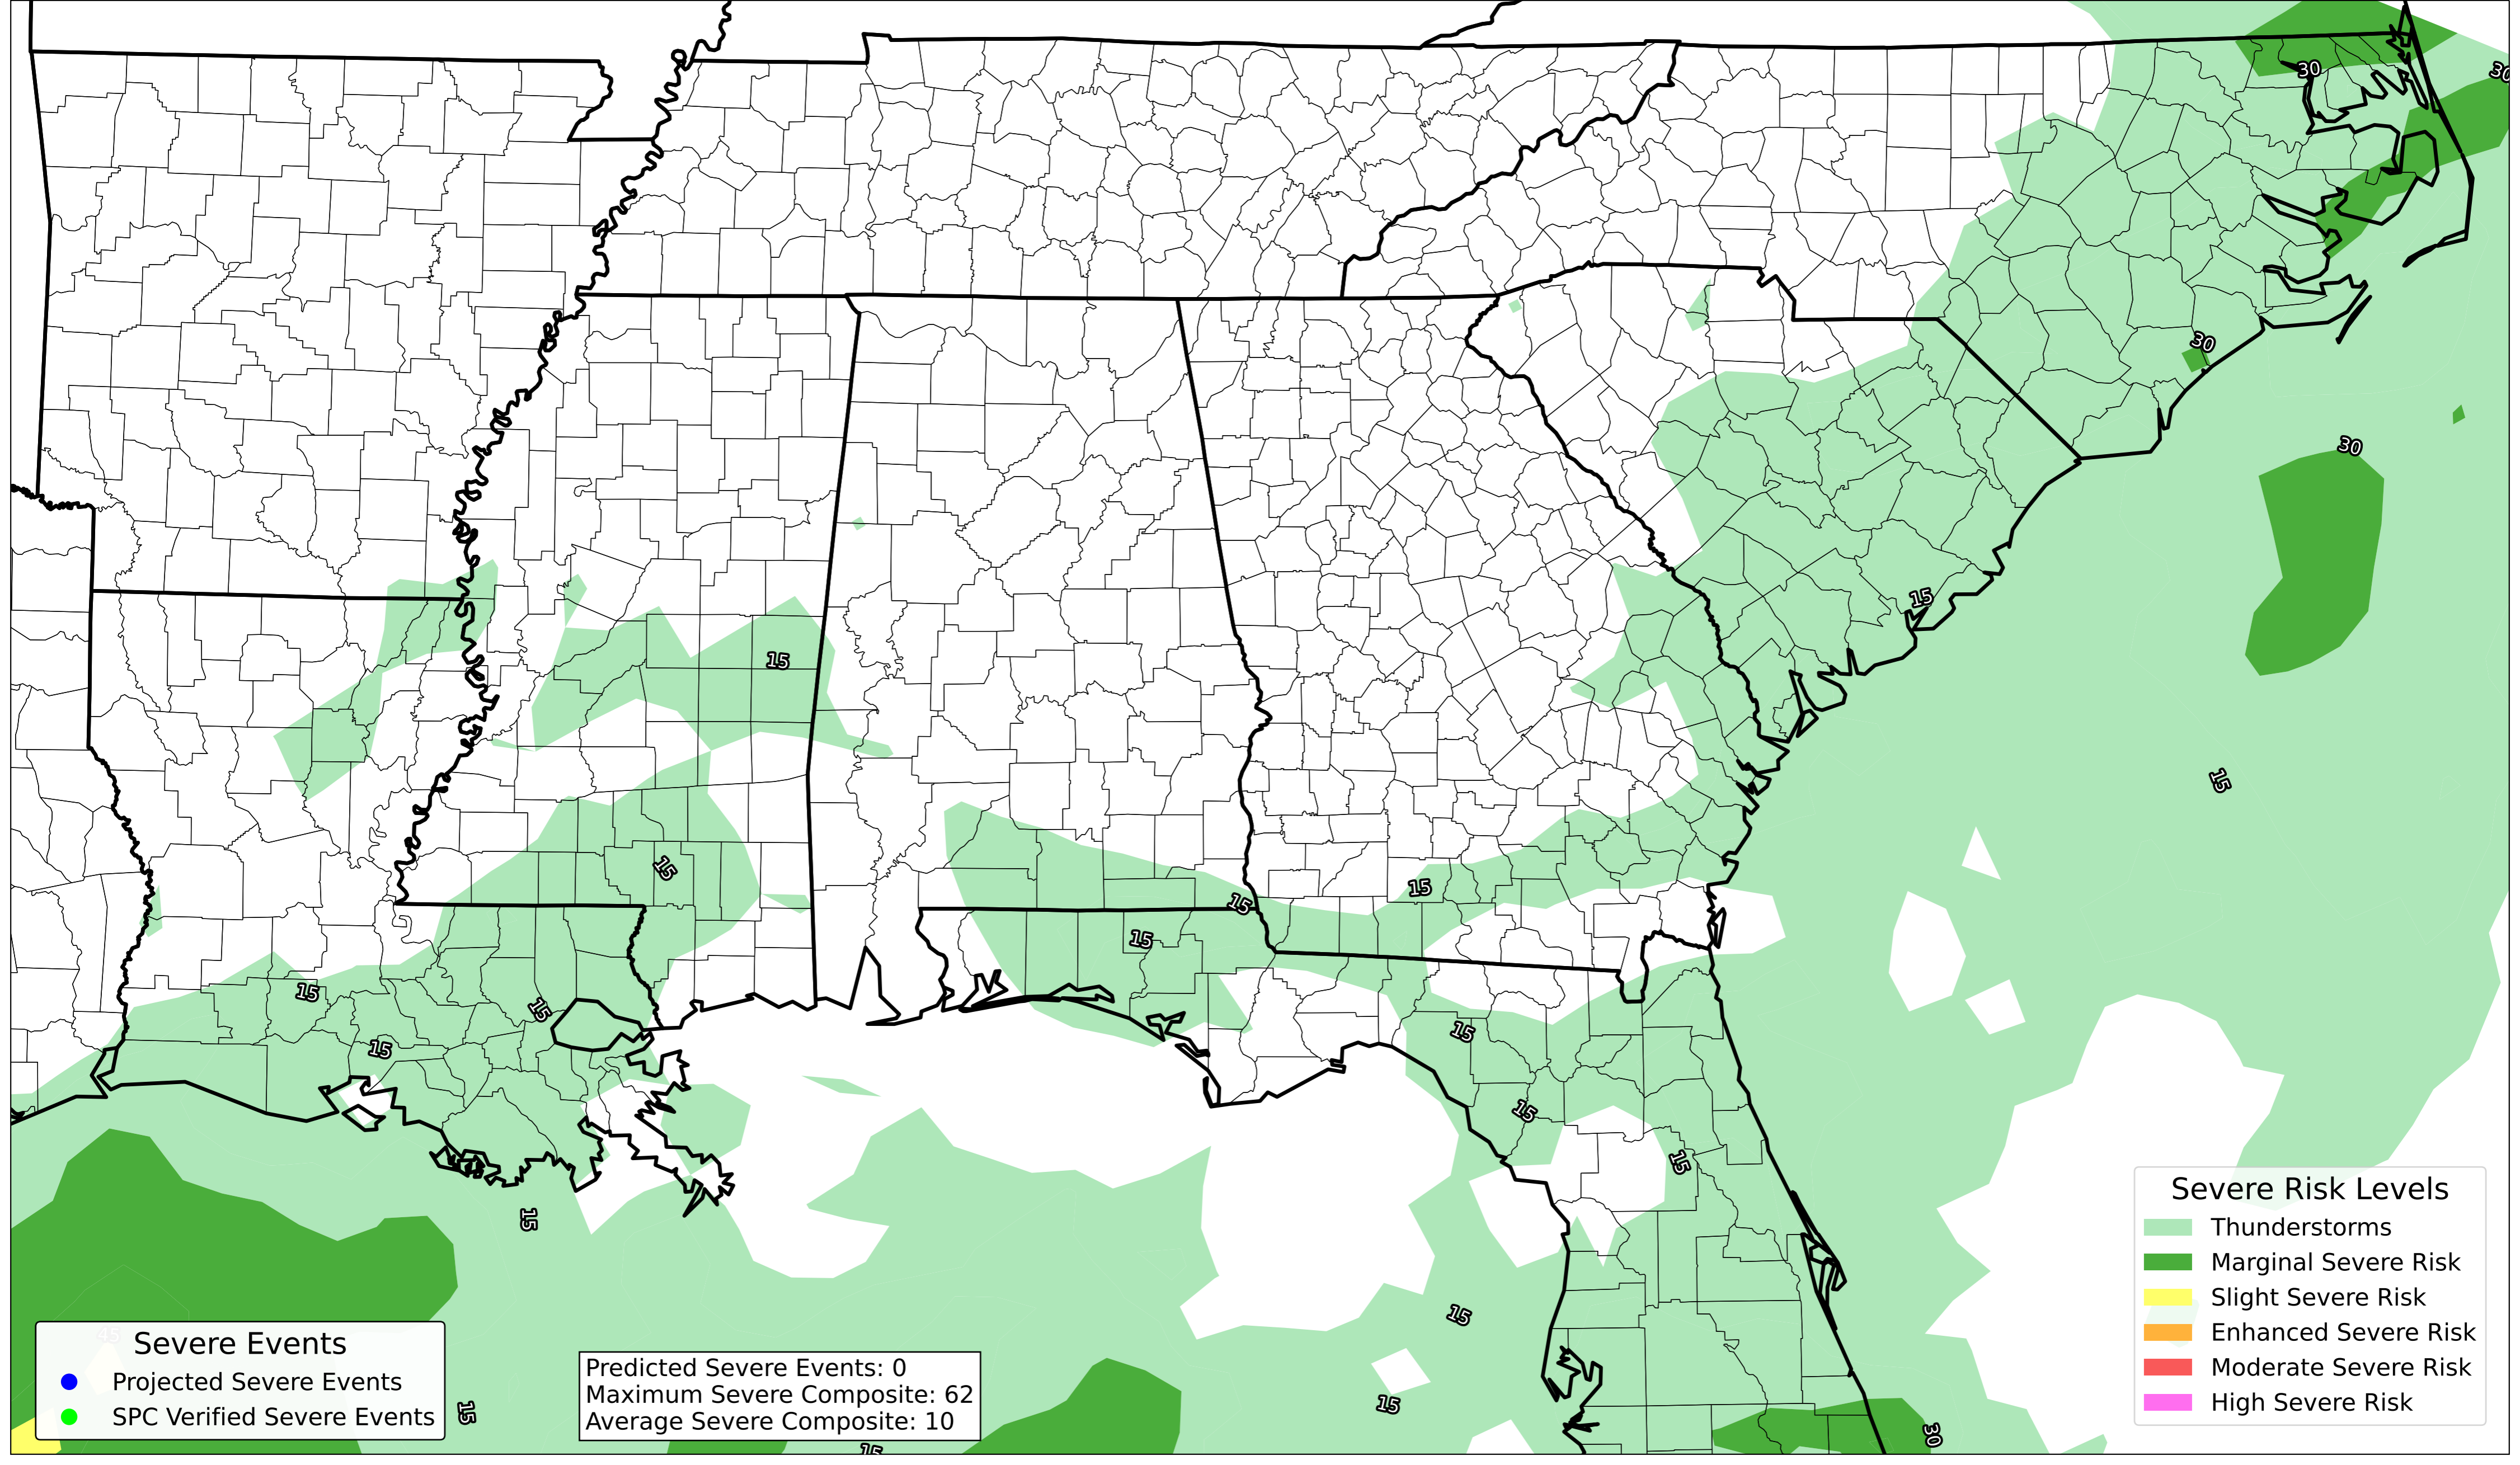 30
30
30
30
15
15
15
15
15
15
15
15
15
15
15
15
15
15
45
15
15
15
30
15
Severe Events
Projected Severe Events
SPC Verified Severe Events
Predicted Severe Events: 0
Maximum Severe Composite: 62
Average Severe Composite: 10
Severe Risk Levels
Thunderstorms
Marginal Severe Risk
Slight Severe Risk
Enhanced Severe Risk
Moderate Severe Risk
High Severe Risk